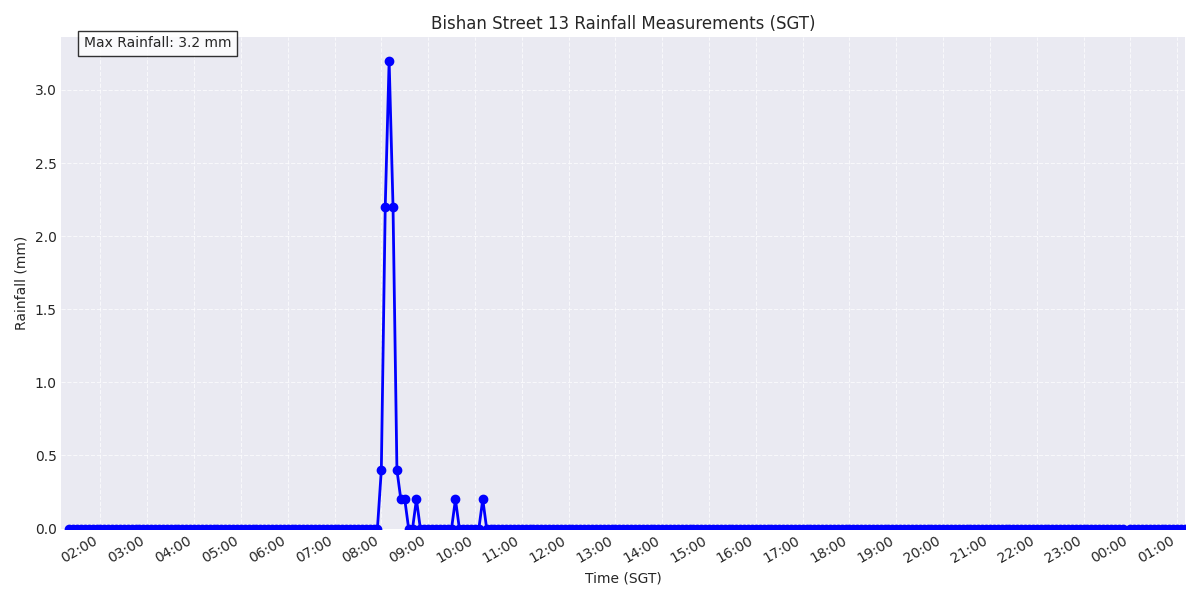 Bishan Street 13 Rainfall Measurements (SGT)
Max Rainfall: 3.2 mm
Rainfall (mm)
3.0
2.5
2.0
1.5
1.0
0.5
0.0
02:00 03:00 04:00 05:00 06:00 07:00 08:00 09:00 10:00 11:00 12:00 13:00 14:00 15:00 16:00 17:00 18:00 19:00 20:00 21:00 22:00 23:00 00:00 01:00
Time (SGT)